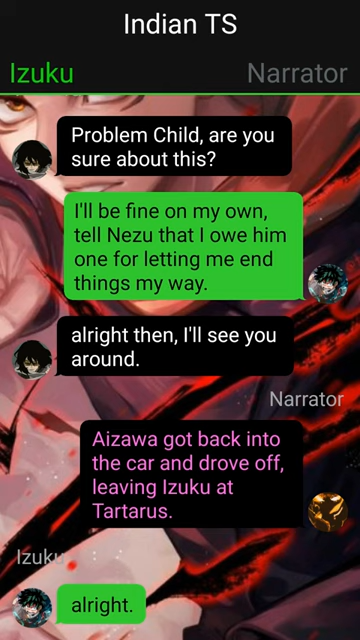 Indian TS
Izuku
Narrator
Problem Child, are you
sure about this?
I'll be fine on my own,
tell Nezu that I owe him
one for letting me end
things my way.
alright then, I'll see you
around.
Narrator
Aizawa got back into
the car and drove off,
leaving Izuku at
Tartarus.
Izuku
alright.